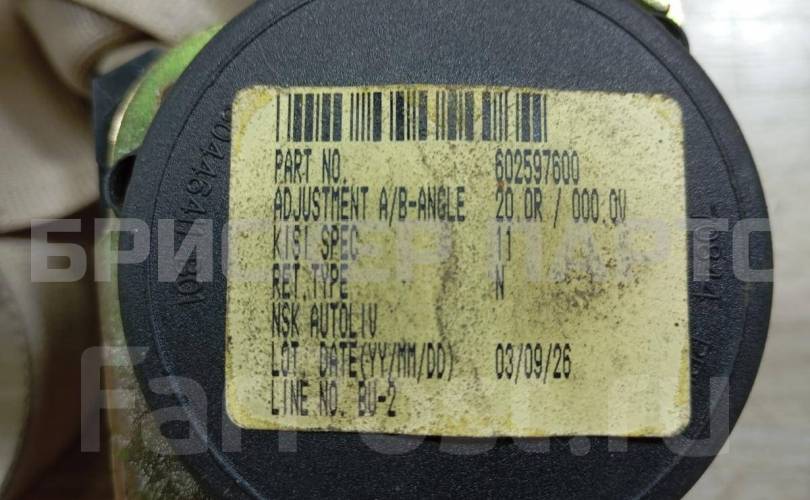 PART NO. 602597600
ADJUSTMENT A/B-ANGLE 20.0R / 000.0V
KISI SPEC 11
RET.TYPE N
NSK AUTOLIV
LOT. DATE(YY/MM/DD) 03/09/26
LINE NO. BU-2
БРИСТЕР ПАРТС
FarPost.ru